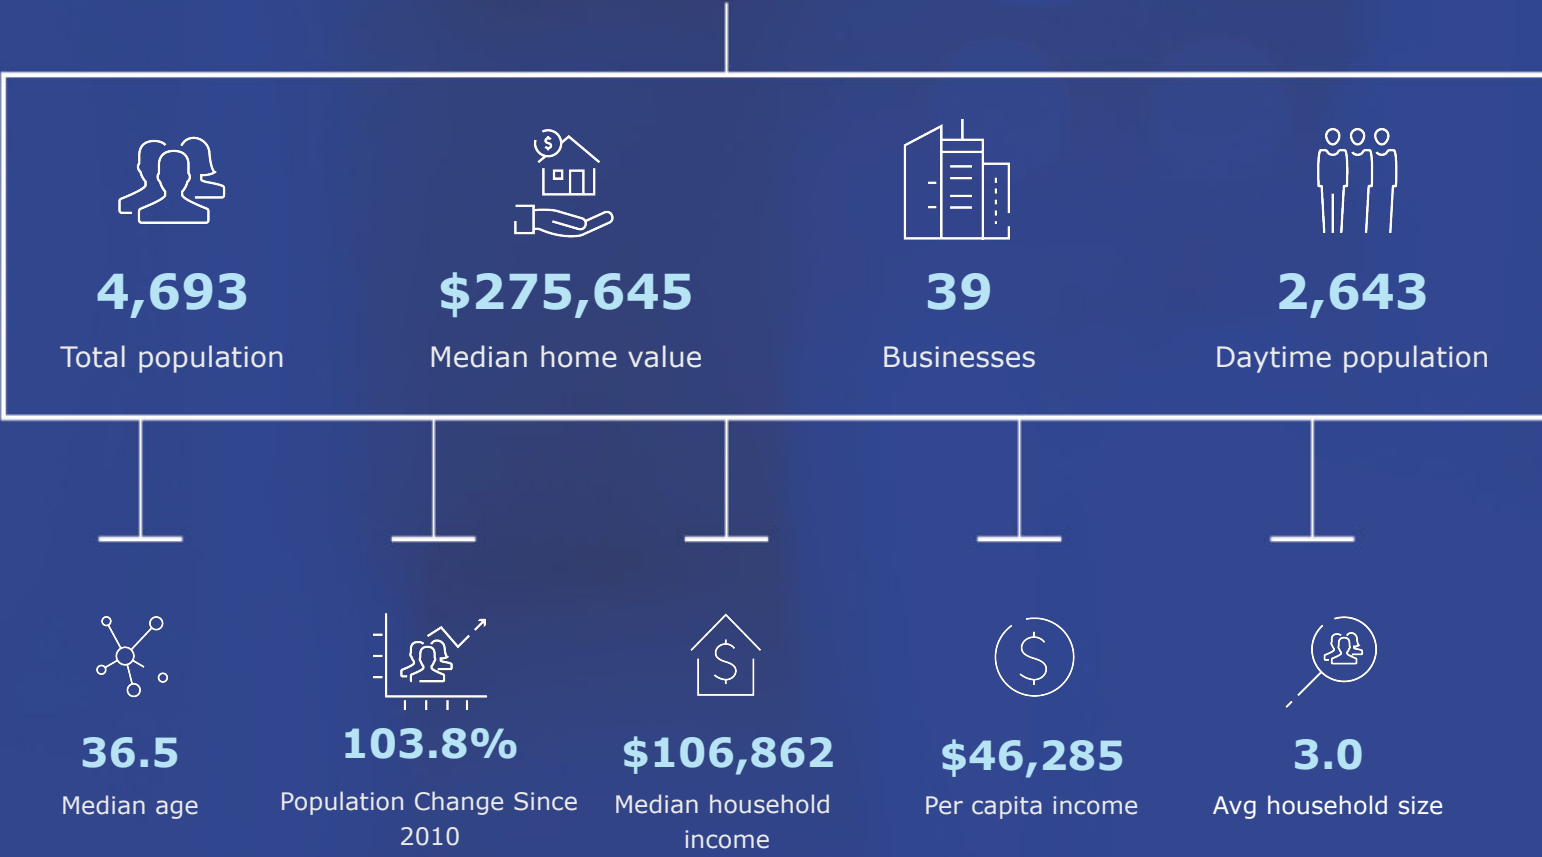 4,693
Total population
$275,645
Median home value
39
Businesses
2,643
Daytime population
36.5
Median age
103.8%
Population Change Since
2010
$106,862
Median household
income
$46,285
Per capita income
3.0
Avg household size